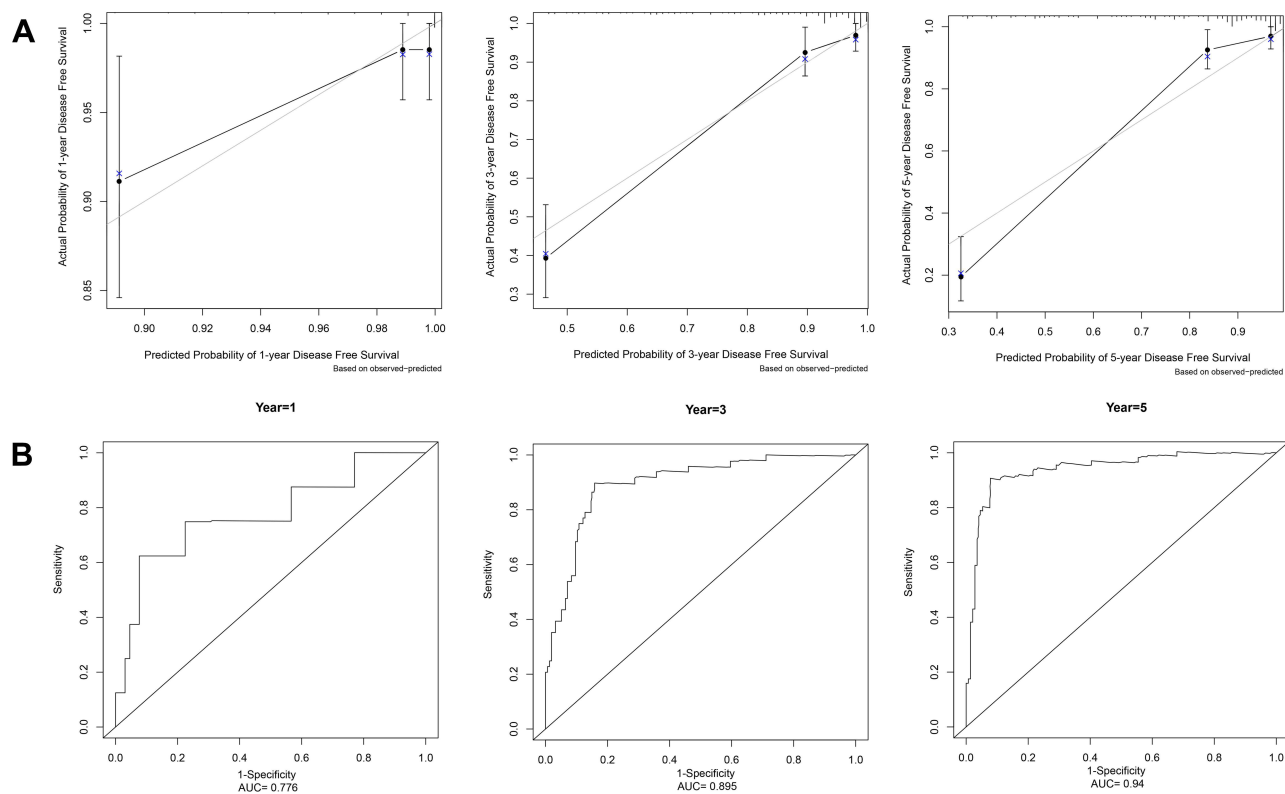 A
Actual Probability of 1-year Disease Free Survival
1.00
0.95
0.90
0.85
0.90 0.92 0.94 0.96 0.98 1.00
Predicted Probability of 1-year Disease Free Survival
Based on observed−predicted
Actual Probability of 3-year Disease Free Survival
1.0
0.9
0.8
0.7
0.6
0.5
0.4
0.3
0.5 0.6 0.7 0.8 0.9 1.0
Predicted Probability of 3-year Disease Free Survival
Based on observed−predicted
Actual Probability of 5-year Disease Free Survival
1.0
0.8
0.6
0.4
0.2
0.3 0.4 0.5 0.6 0.7 0.8 0.9
Predicted Probability of 5-year Disease Free Survival
Based on observed−predicted
B
Year=1
Sensitivity
1.0
0.8
0.6
0.4
0.2
0.0
0.0 0.2 0.4 0.6 0.8 1.0
1-Specificity
AUC= 0.776
Year=3
Sensitivity
1.0
0.8
0.6
0.4
0.2
0.0
0.0 0.2 0.4 0.6 0.8 1.0
1-Specificity
AUC= 0.895
Year=5
Sensitivity
1.0
0.8
0.6
0.4
0.2
0.0
0.0 0.2 0.4 0.6 0.8 1.0
1-Specificity
AUC= 0.94